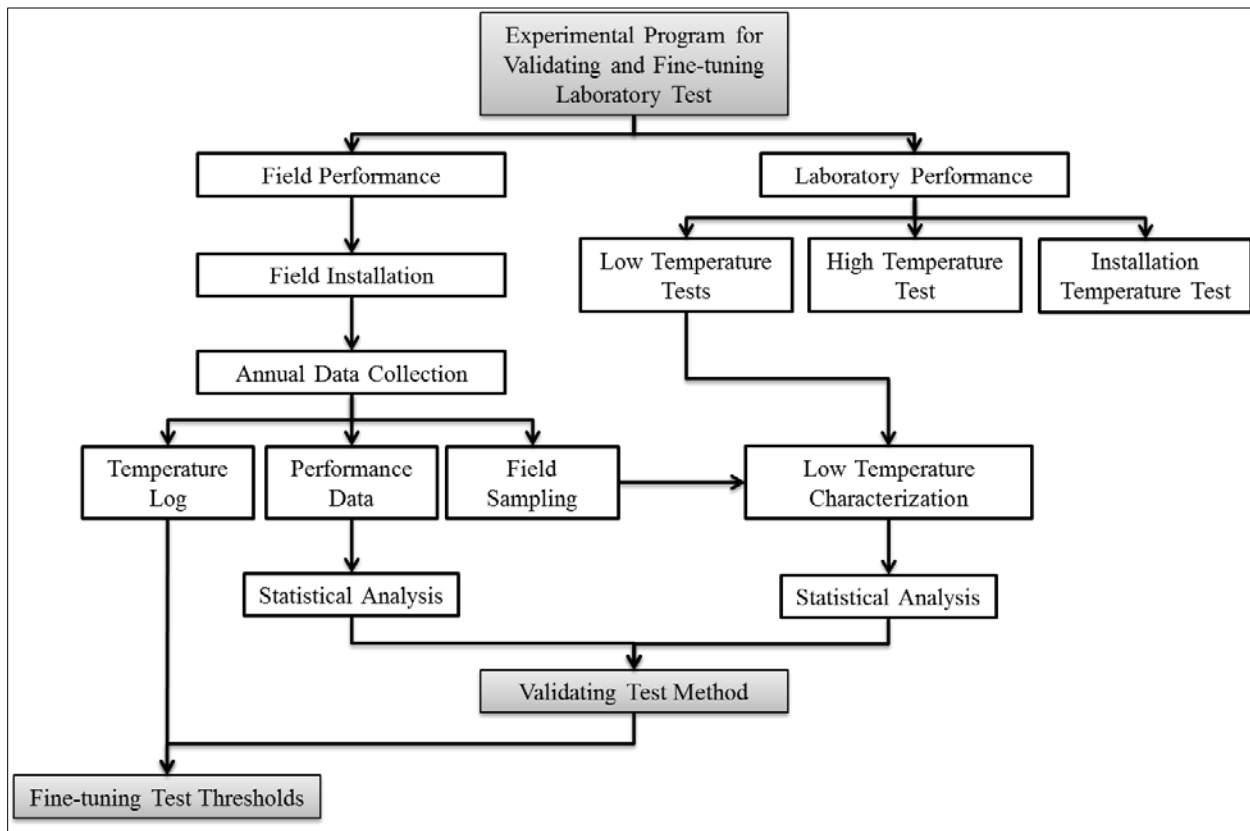 Experimental Program for
Validating and Fine-tuning
Laboratory Test
Field Performance
Laboratory Performance
Field Installation
Low Temperature
Tests
High Temperature
Test
Installation
Temperature Test
Annual Data Collection
Temperature
Log
Performance
Data
Field
Sampling
Low Temperature
Characterization
Statistical Analysis
Statistical Analysis
Validating Test Method
Fine-tuning Test Thresholds